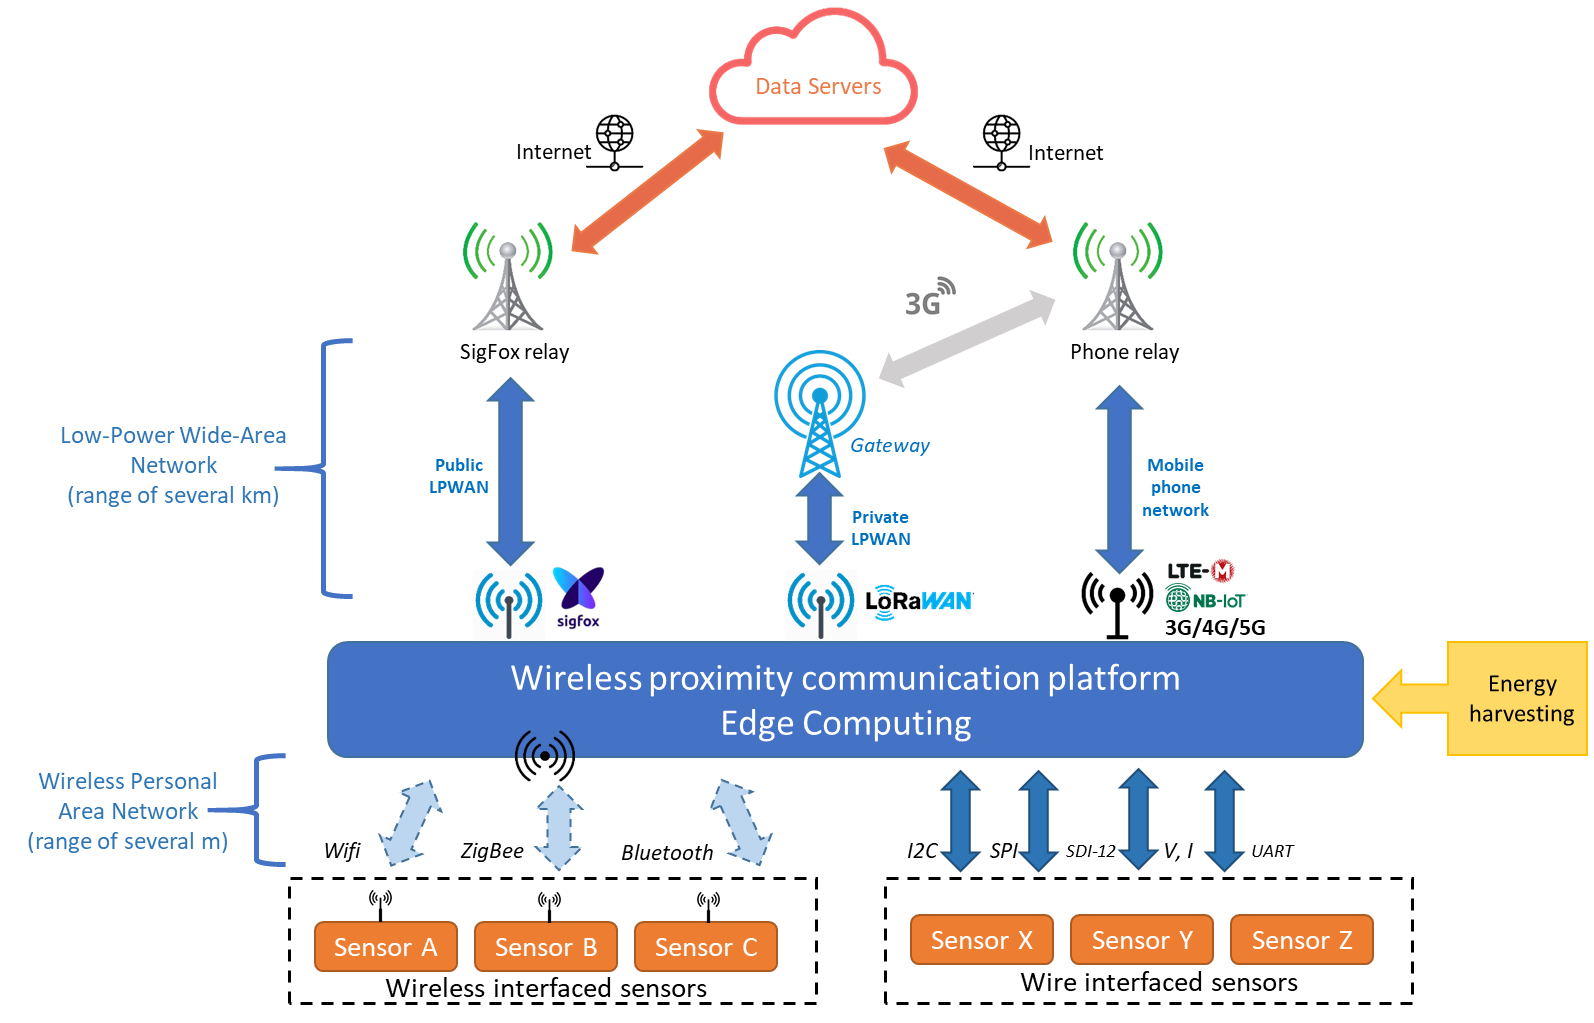 Data Servers
Internet
Internet
3G
SigFox relay
Phone relay
Low-Power Wide-Area
Network
(range of several km)
Public
LPWAN
Gateway
Private
LPWAN
Mobile
phone
network
sigfox
LoRaWAN
LTE-M
NB-IoT
3G/4G/5G
Wireless proximity communication platform
Edge Computing
Energy
harvesting
Wireless Personal
Area Network
(range of several m)
Wifi
ZigBee
Bluetooth
I2C
SPI
SDI-12
V, I
UART
Sensor A
Sensor B
Sensor C
Wireless interfaced sensors
Sensor X
Sensor Y
Sensor Z
Wire interfaced sensors